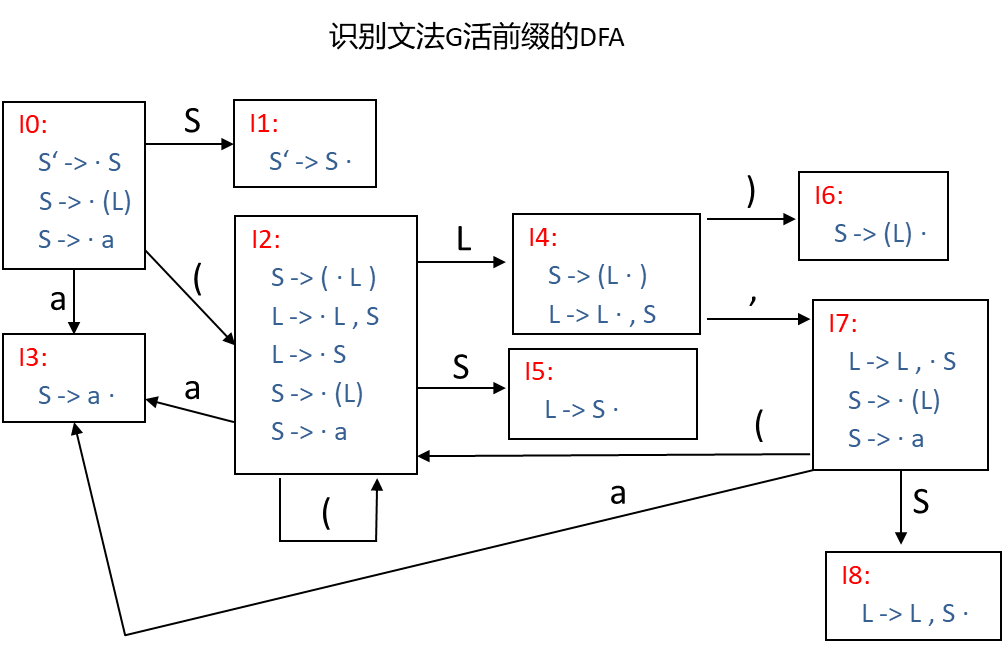 识别文法G活前缀的DFA
I0:
S‘ -> · S
S -> · (L)
S -> · a
S
I1:
S‘ -> S ·
(
a
I3:
S -> a ·
a
I2:
S -> ( · L )
L -> · L , S
L -> · S
S -> · (L)
S -> · a
(
L
S
I4:
S -> (L · )
L -> L · , S
I5:
L -> S ·
)
,
I6:
S -> (L) ·
I7:
L -> L , · S
S -> · (L)
S -> · a
(
a
S
I8:
L -> L , S ·